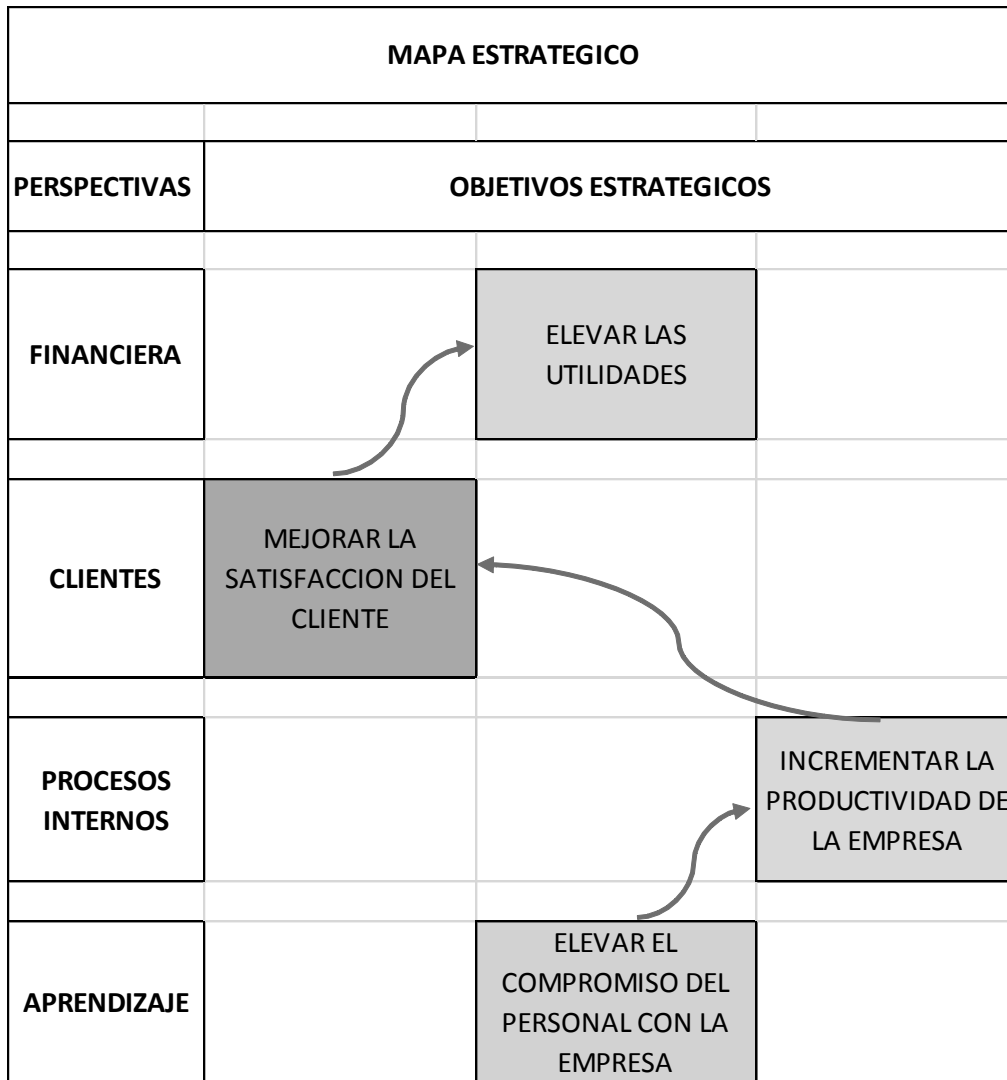 MAPA ESTRATEGICO
PERSPECTIVAS
OBJETIVOS ESTRATEGICOS
FINANCIERA
ELEVAR LAS
UTILIDADES
CLIENTES
MEJORAR LA
SATISFACCION DEL
CLIENTE
PROCESOS
INTERNOS
INCREMENTAR LA
PRODUCTIVIDAD DE
LA EMPRESA
APRENDIZAJE
ELEVAR EL
COMPROMISO DEL
PERSONAL CON LA
EMPRESA